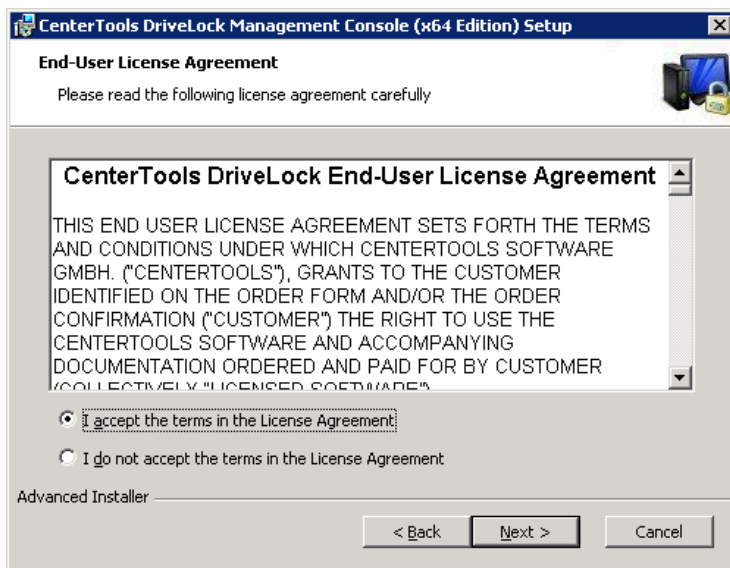 CenterTools DriveLock Management Console (x64 Edition) Setup
End-User License Agreement
Please read the following license agreement carefully
CenterTools DriveLock End-User License Agreement
THIS END USER LICENSE AGREEMENT SETS FORTH THE TERMS
AND CONDITIONS UNDER WHICH CENTERTOOLS SOFTWARE
GMBH. ("CENTERTOOLS"), GRANTS TO THE CUSTOMER
IDENTIFIED ON THE ORDER FORM AND/OR THE ORDER
CONFIRMATION ("CUSTOMER") THE RIGHT TO USE THE
CENTERTOOLS SOFTWARE AND ACCOMPANYING
DOCUMENTATION ORDERED AND PAID FOR BY CUSTOMER
(COLLECTIVELY "LICENSED SOFTWARE")
I accept the terms in the License Agreement
I do not accept the terms in the License Agreement
Advanced Installer
< Back
Next >
Cancel